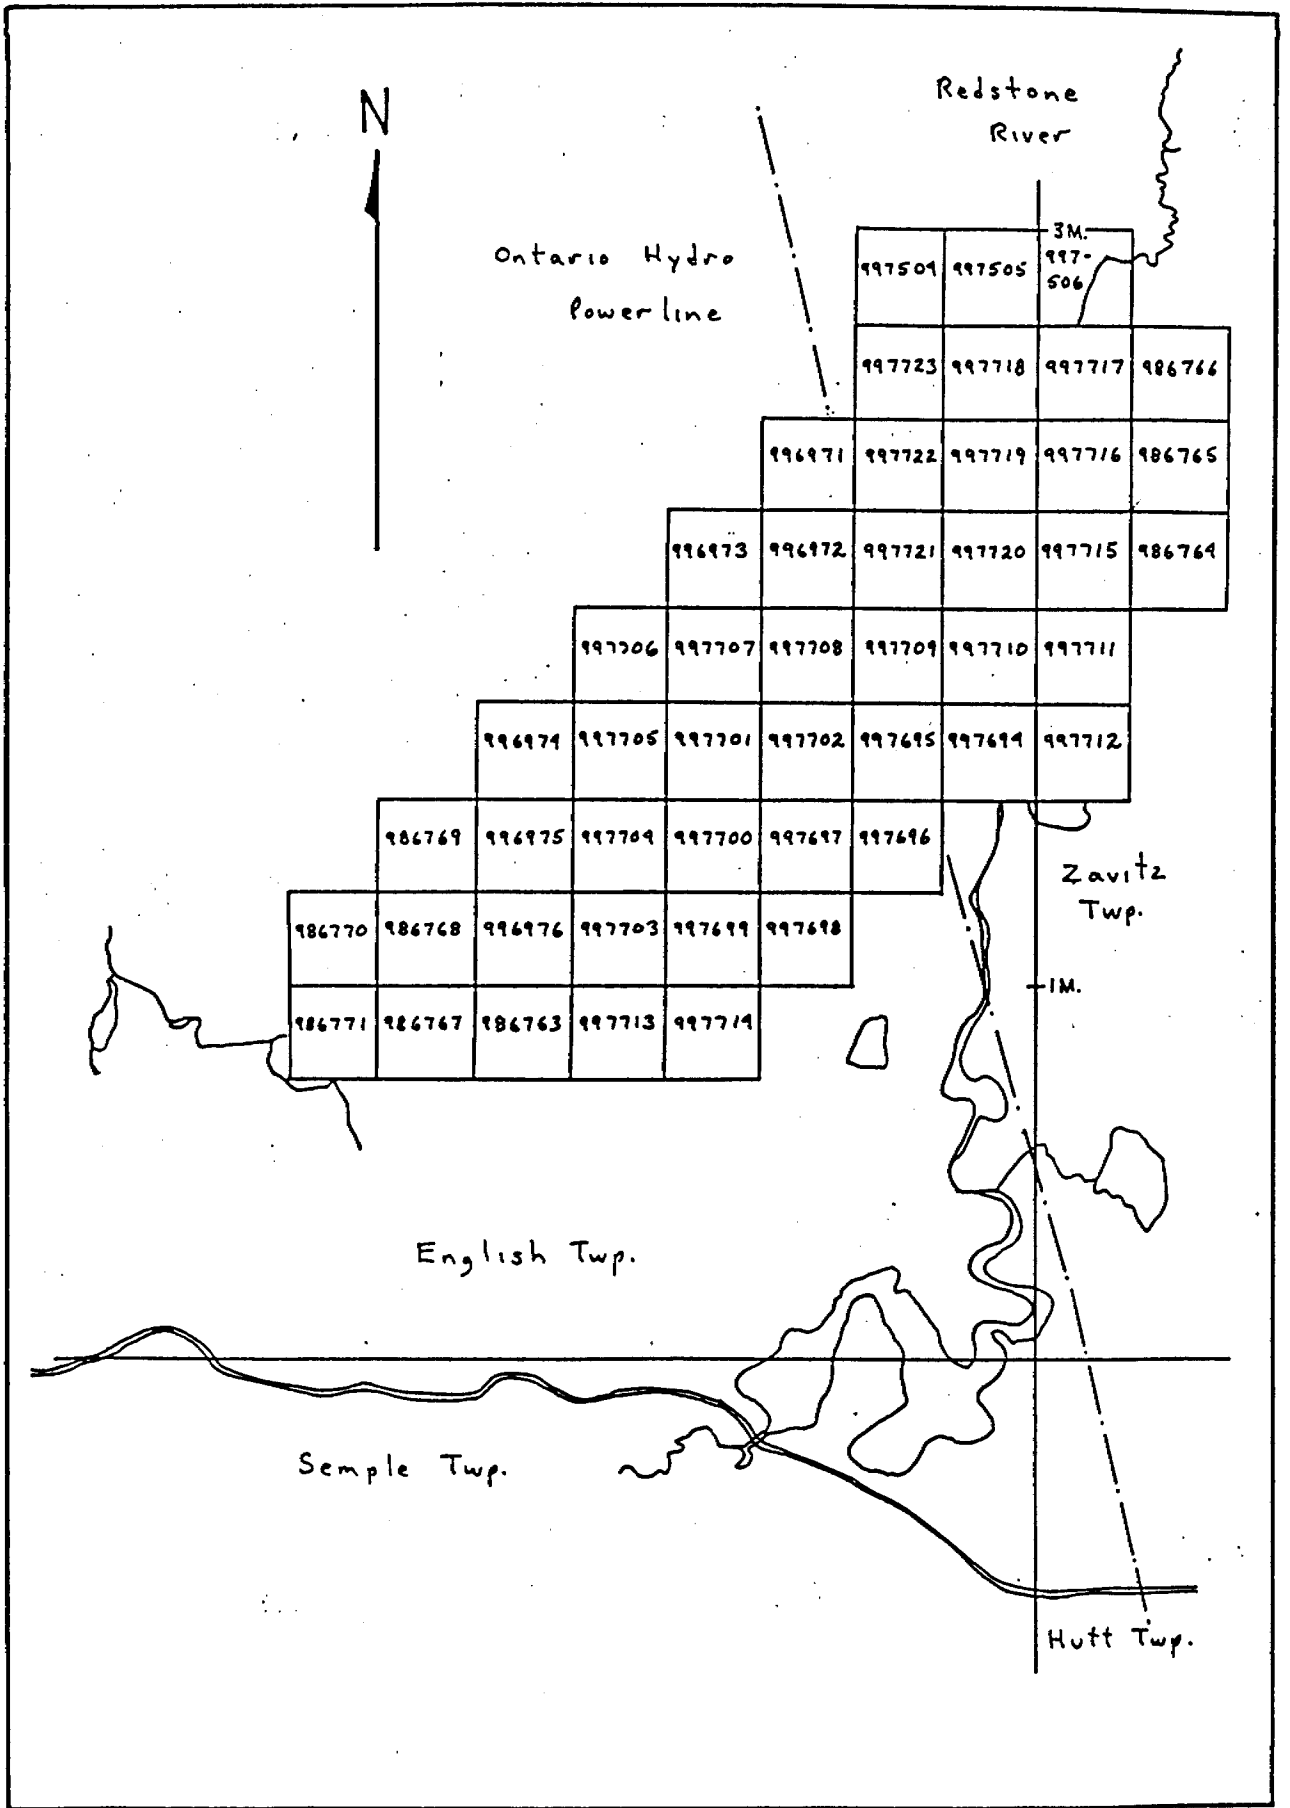 N
Redstone
River
Ontario Hydro
Powerline
3M.
997504 997505 997-
506
997723 997718 997717 986766
996971 997722 997719 997716 986765
996973 996972 997721 997720 997715 986764
997706 997707 997708 997709 997710 997711
996974 997705 997701 997702 997695 997694 997712
986769 996975 997704 997700 997697 997696
Zavitz
Twp.
986770 986768 996976 997703 997699 997698
1M.
986771 986767 986763 997713 997714
English Twp.
Semple Twp.
Hutt Twp.